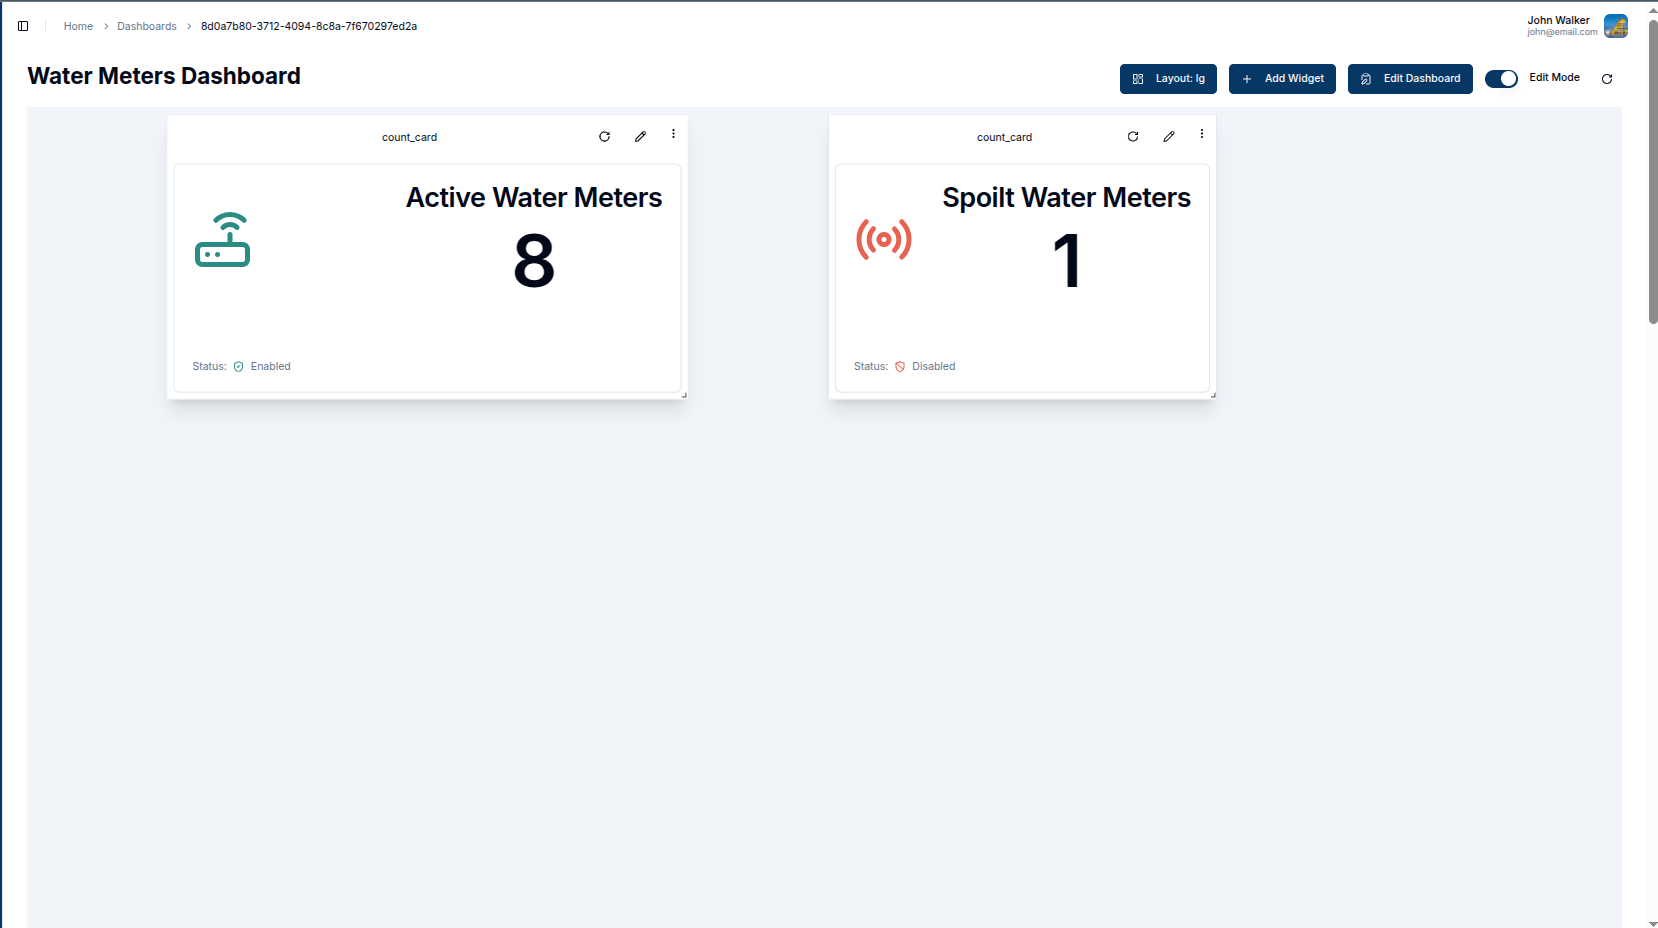 Home > Dashboards > 8d0a7b80-3712-4094-8c8a-7f670297ed2a
John Walker
john@email.com
Water Meters Dashboard
Layout: lg
Add Widget
Edit Dashboard
Edit Mode
count_card
Active Water Meters
8
Status: Enabled
count_card
Spoilt Water Meters
1
Status: Disabled